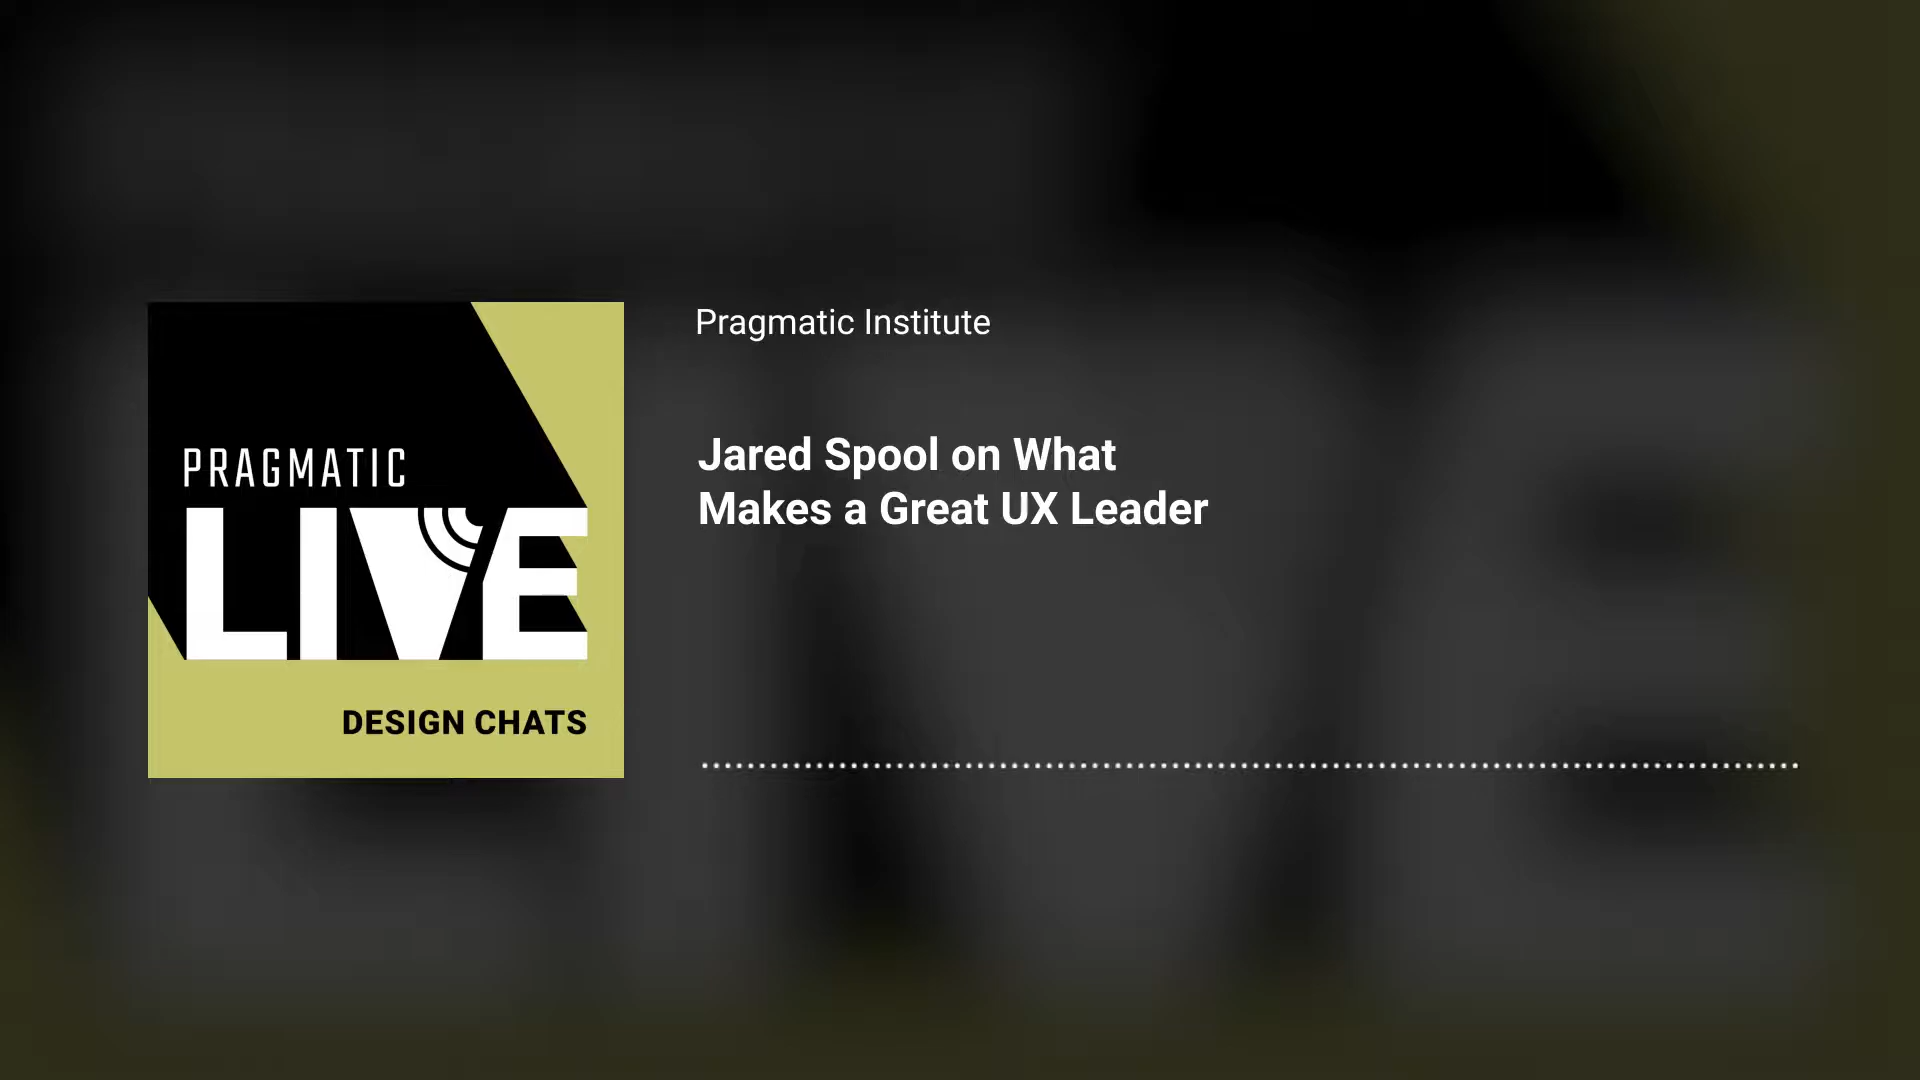 PRAGMATIC
LIVE
DESIGN CHATS
Pragmatic Institute
Jared Spool on What
Makes a Great UX Leader